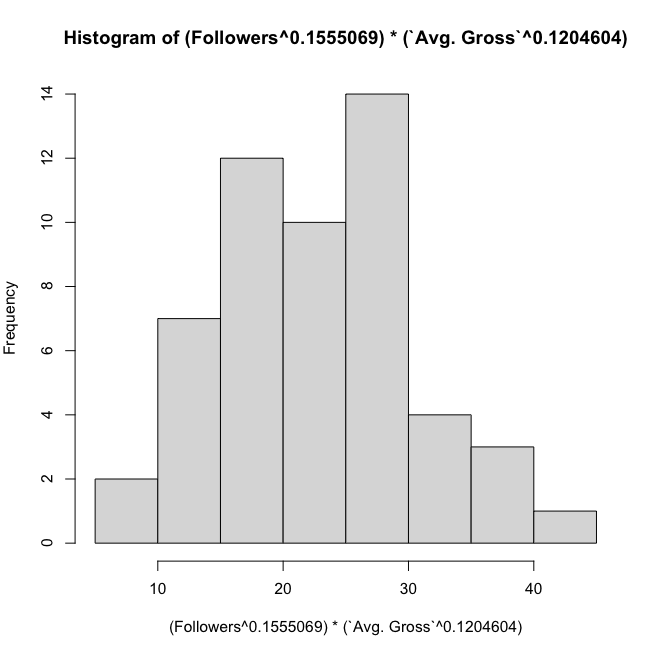 Histogram of (Followers^0.1555069) * (`Avg. Gross`^0.1204604)
Frequency
14
12
10
8
6
4
2
0
10 20 30 40
(Followers^0.1555069) * (`Avg. Gross`^0.1204604)